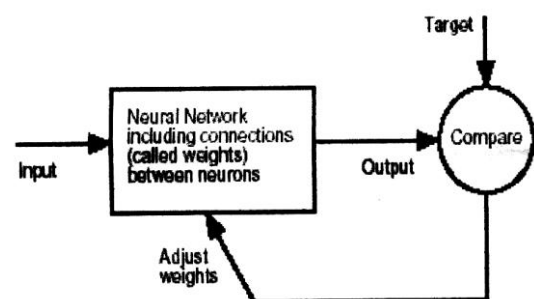 Target
Neural Network
including connections
(called weights)
between neurons
Compare
Input
Output
Adjust
weights